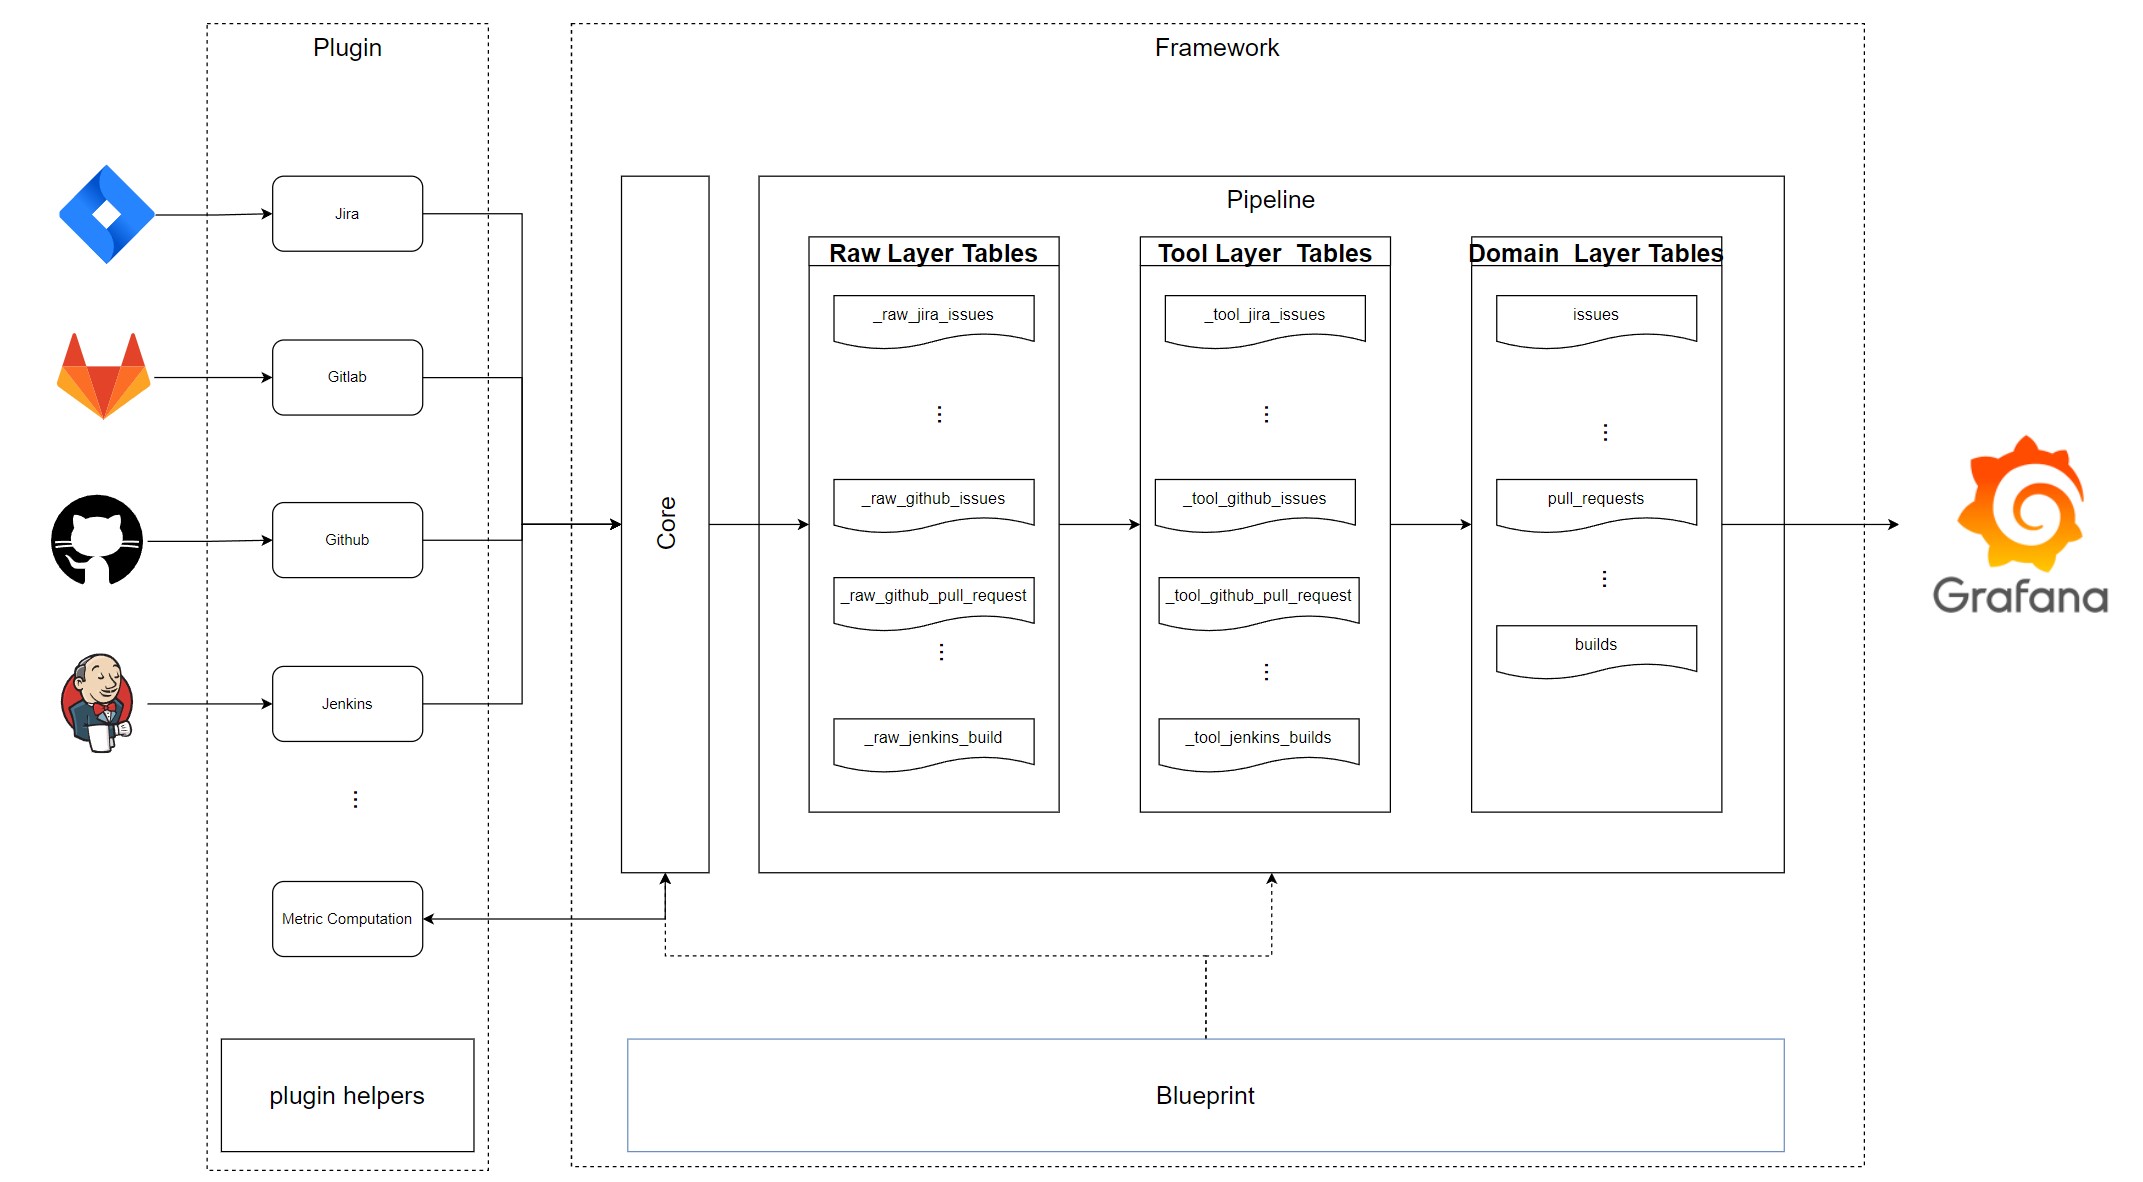 Plugin
Framework
Jira
Gitlab
Github
Jenkins
Metric Computation
plugin helpers
Core
Pipeline
Raw Layer Tables
_raw_jira_issues
_raw_github_issues
_raw_github_pull_request
_raw_jenkins_build
Tool Layer  Tables
_tool_jira_issues
_tool_github_issues
_tool_github_pull_request
_tool_jenkins_builds
Domain  Layer Tables
issues
pull_requests
builds
Blueprint
Grafana